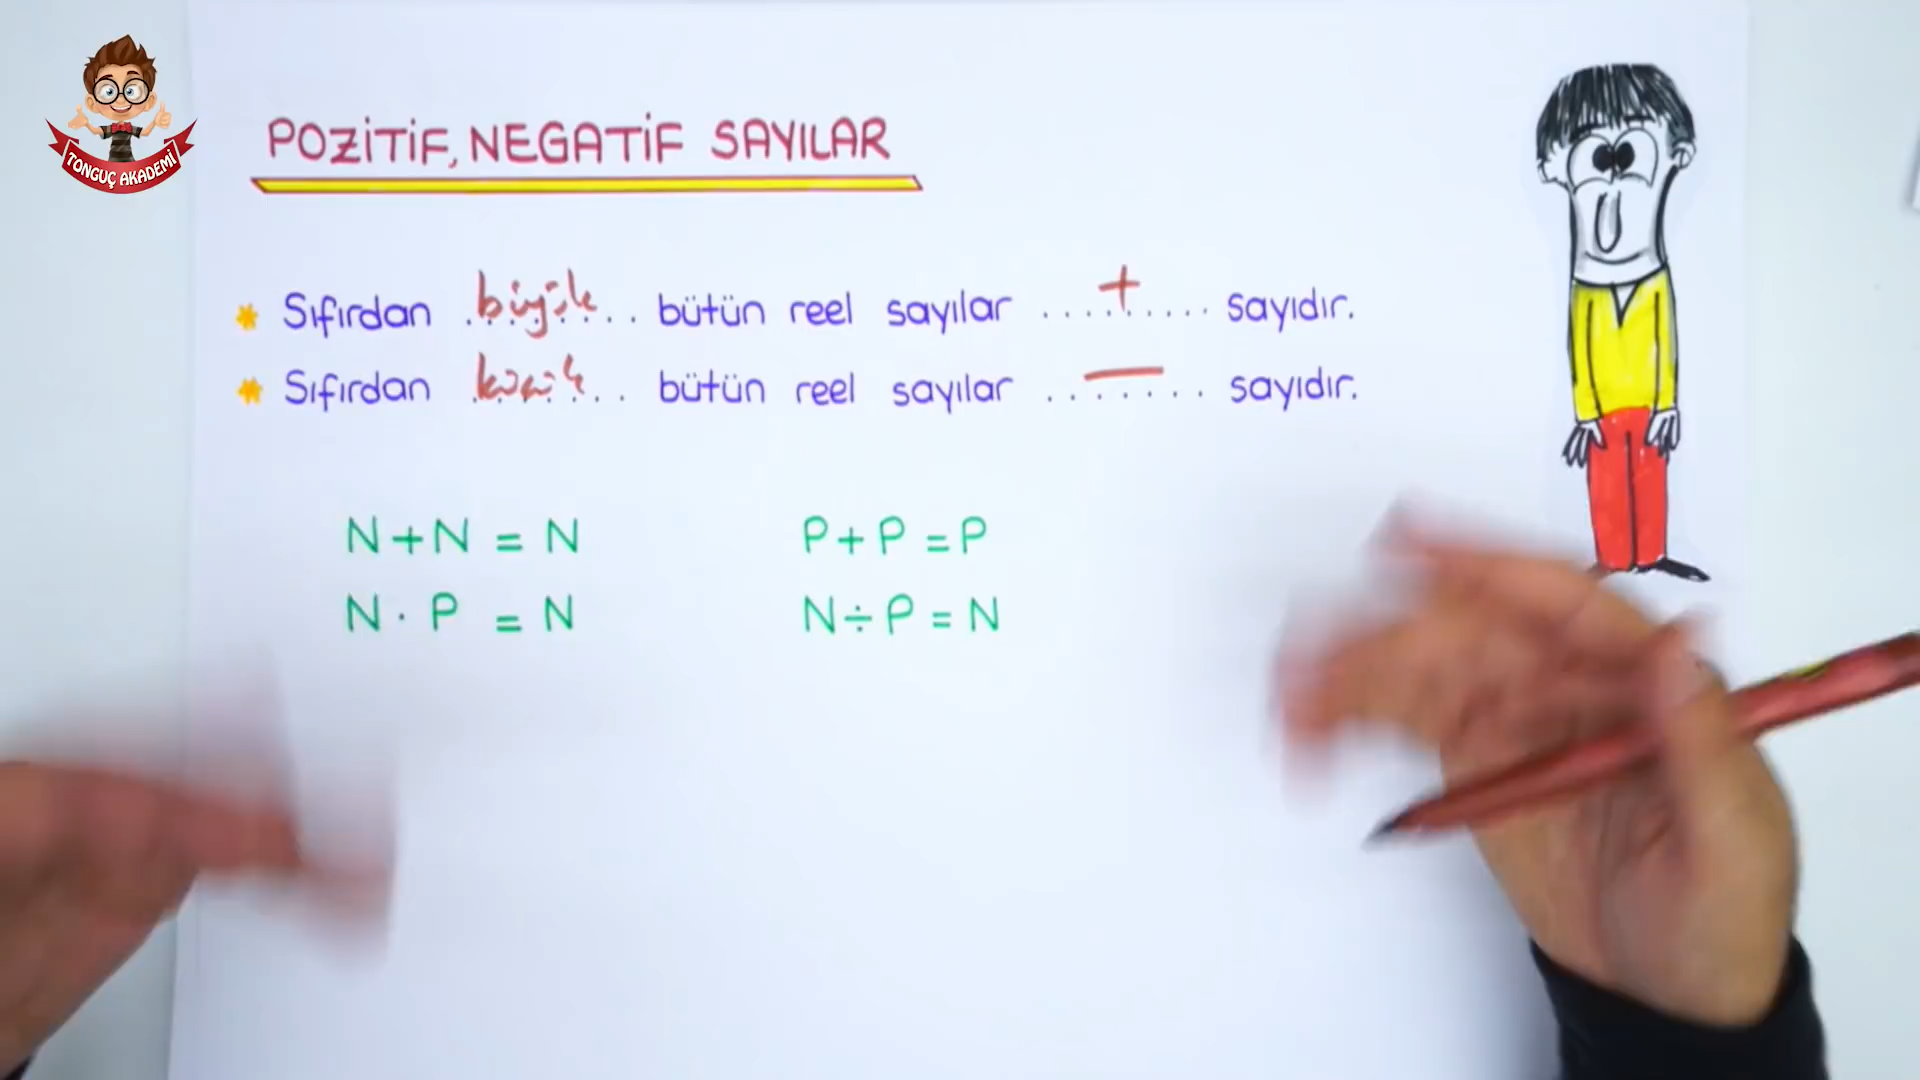 TONGUÇ AKADEMİ
POZİTİF, NEGATİF SAYILAR
Sıfırdan büyük bütün reel sayılar + sayıdır.
Sıfırdan küçük bütün reel sayılar — sayıdır.
N + N = N P + P = P
N · P = N N ÷ P = N